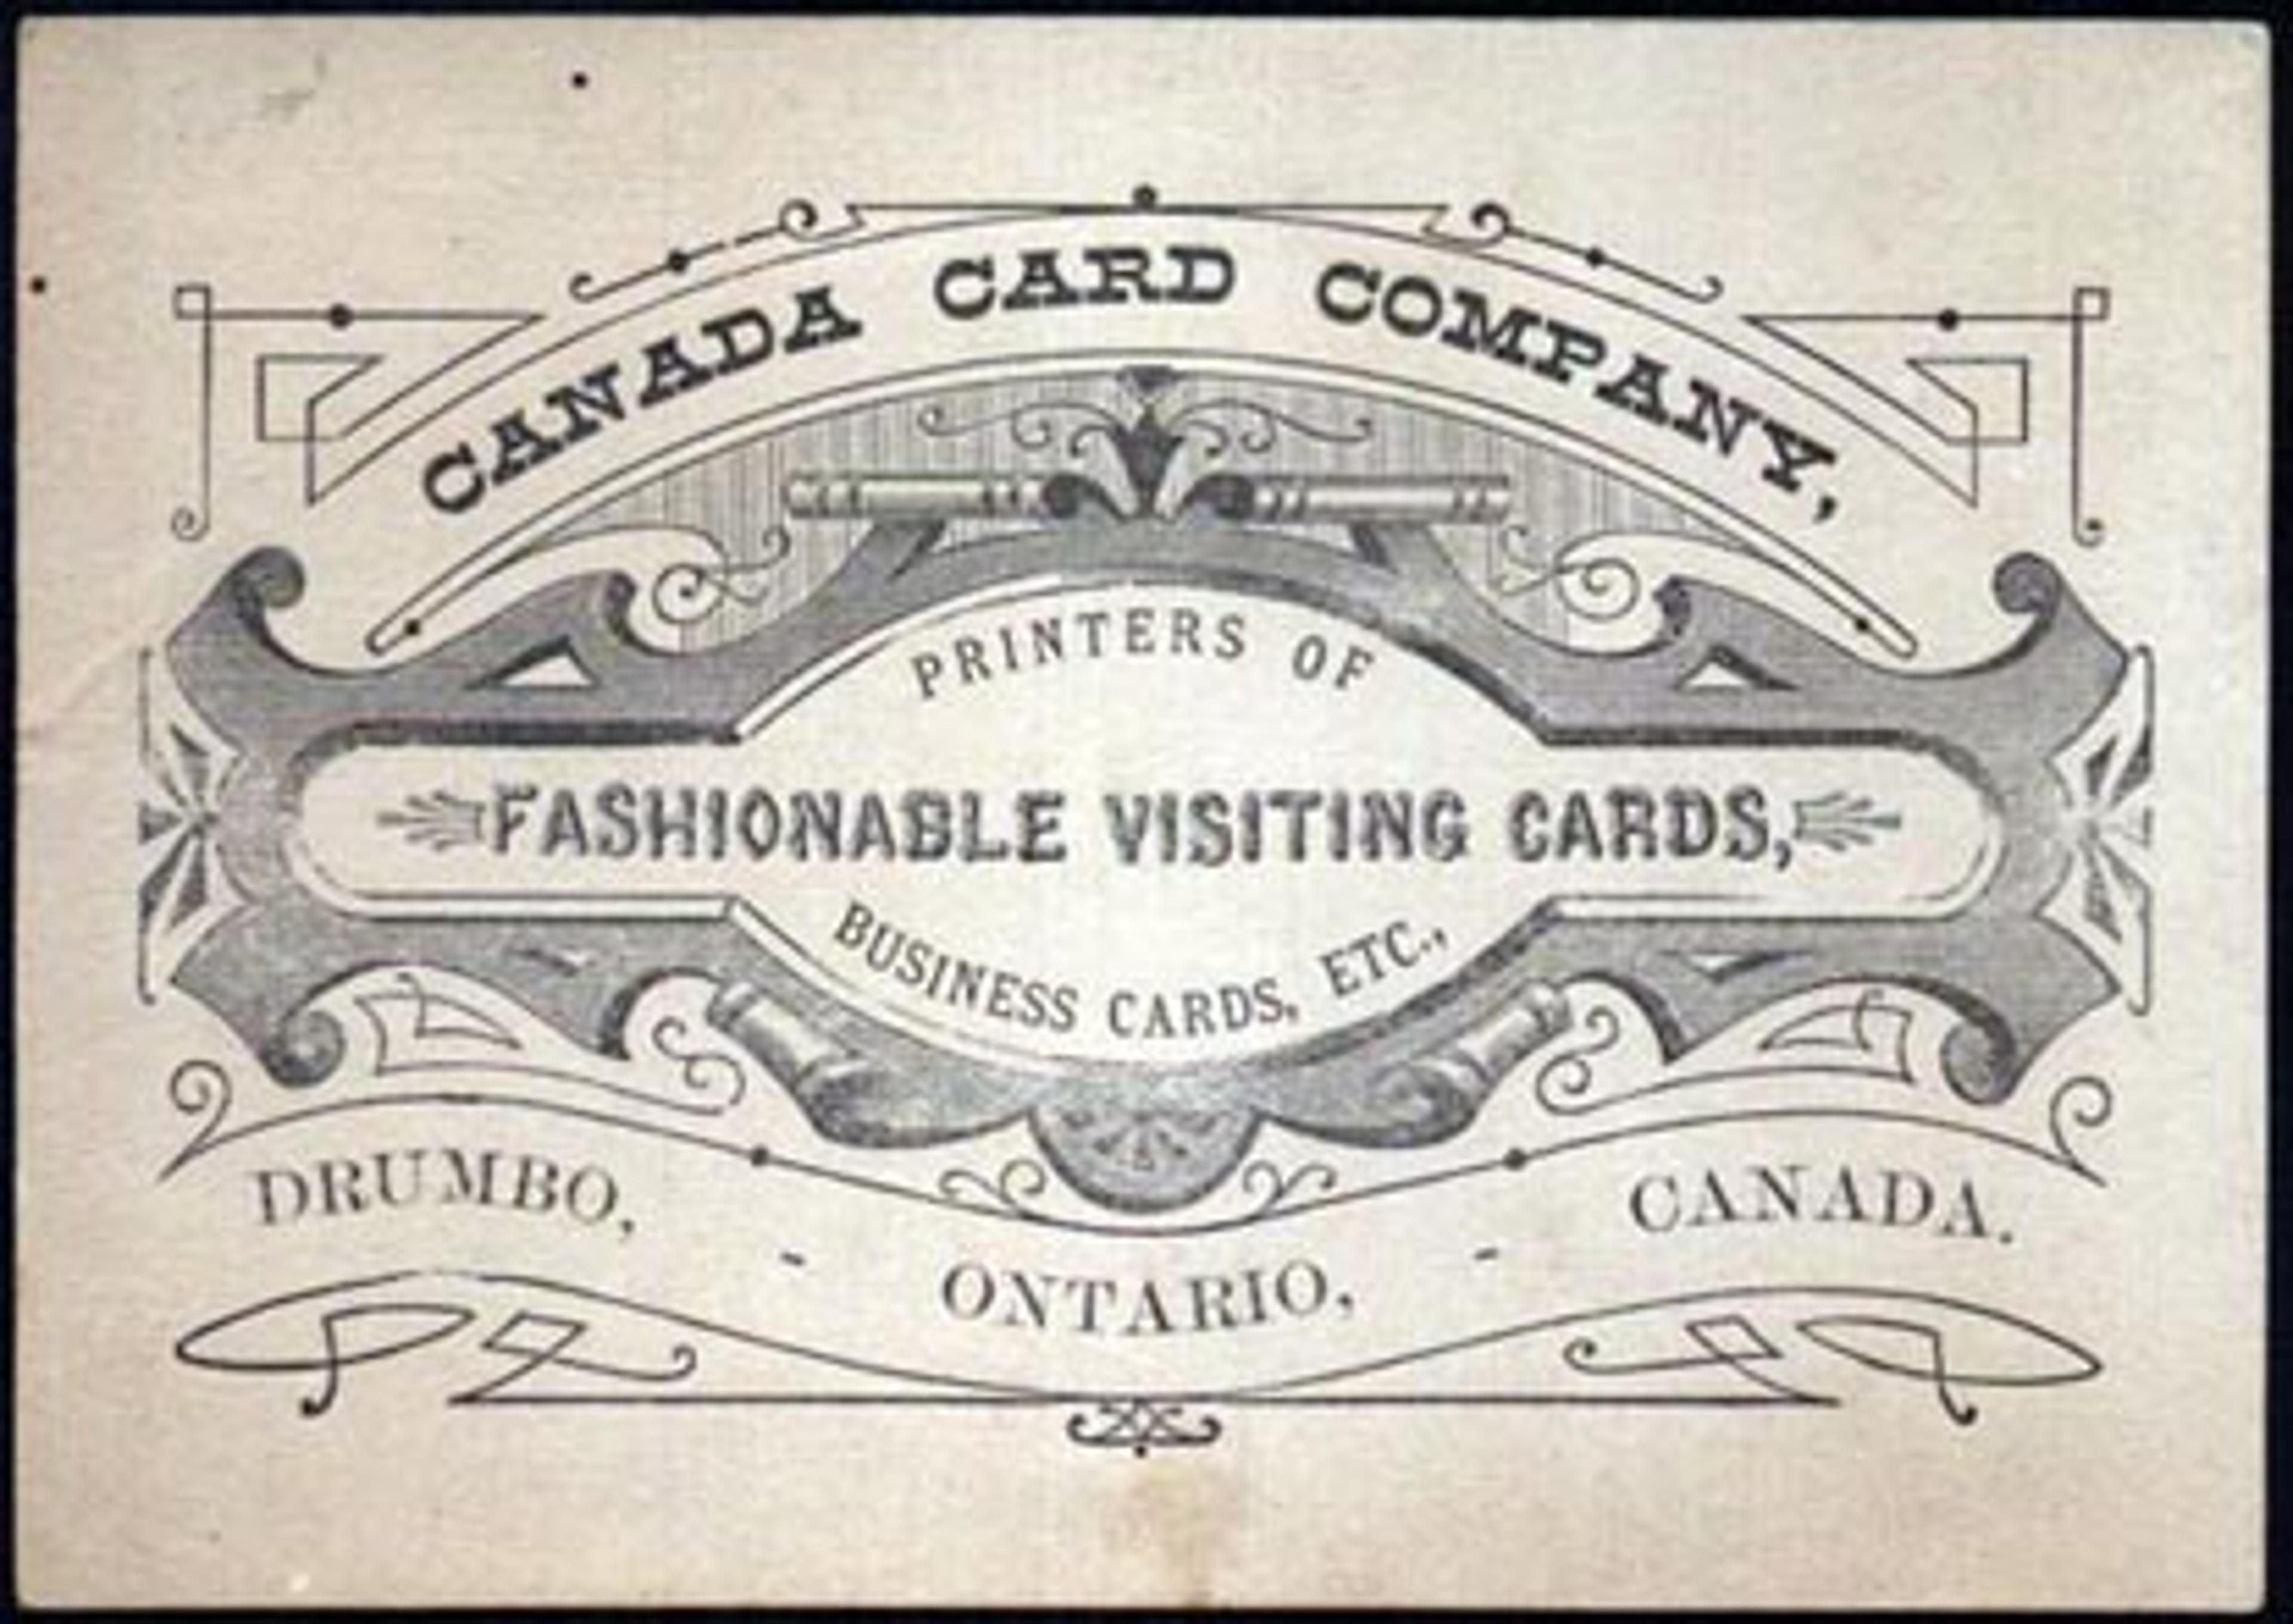 CANADA CARD COMPANY,
PRINTERS OF
FASHIONABLE VISITING CARDS,
BUSINESS CARDS, ETC.,
DRUMBO, - ONTARIO, - CANADA.